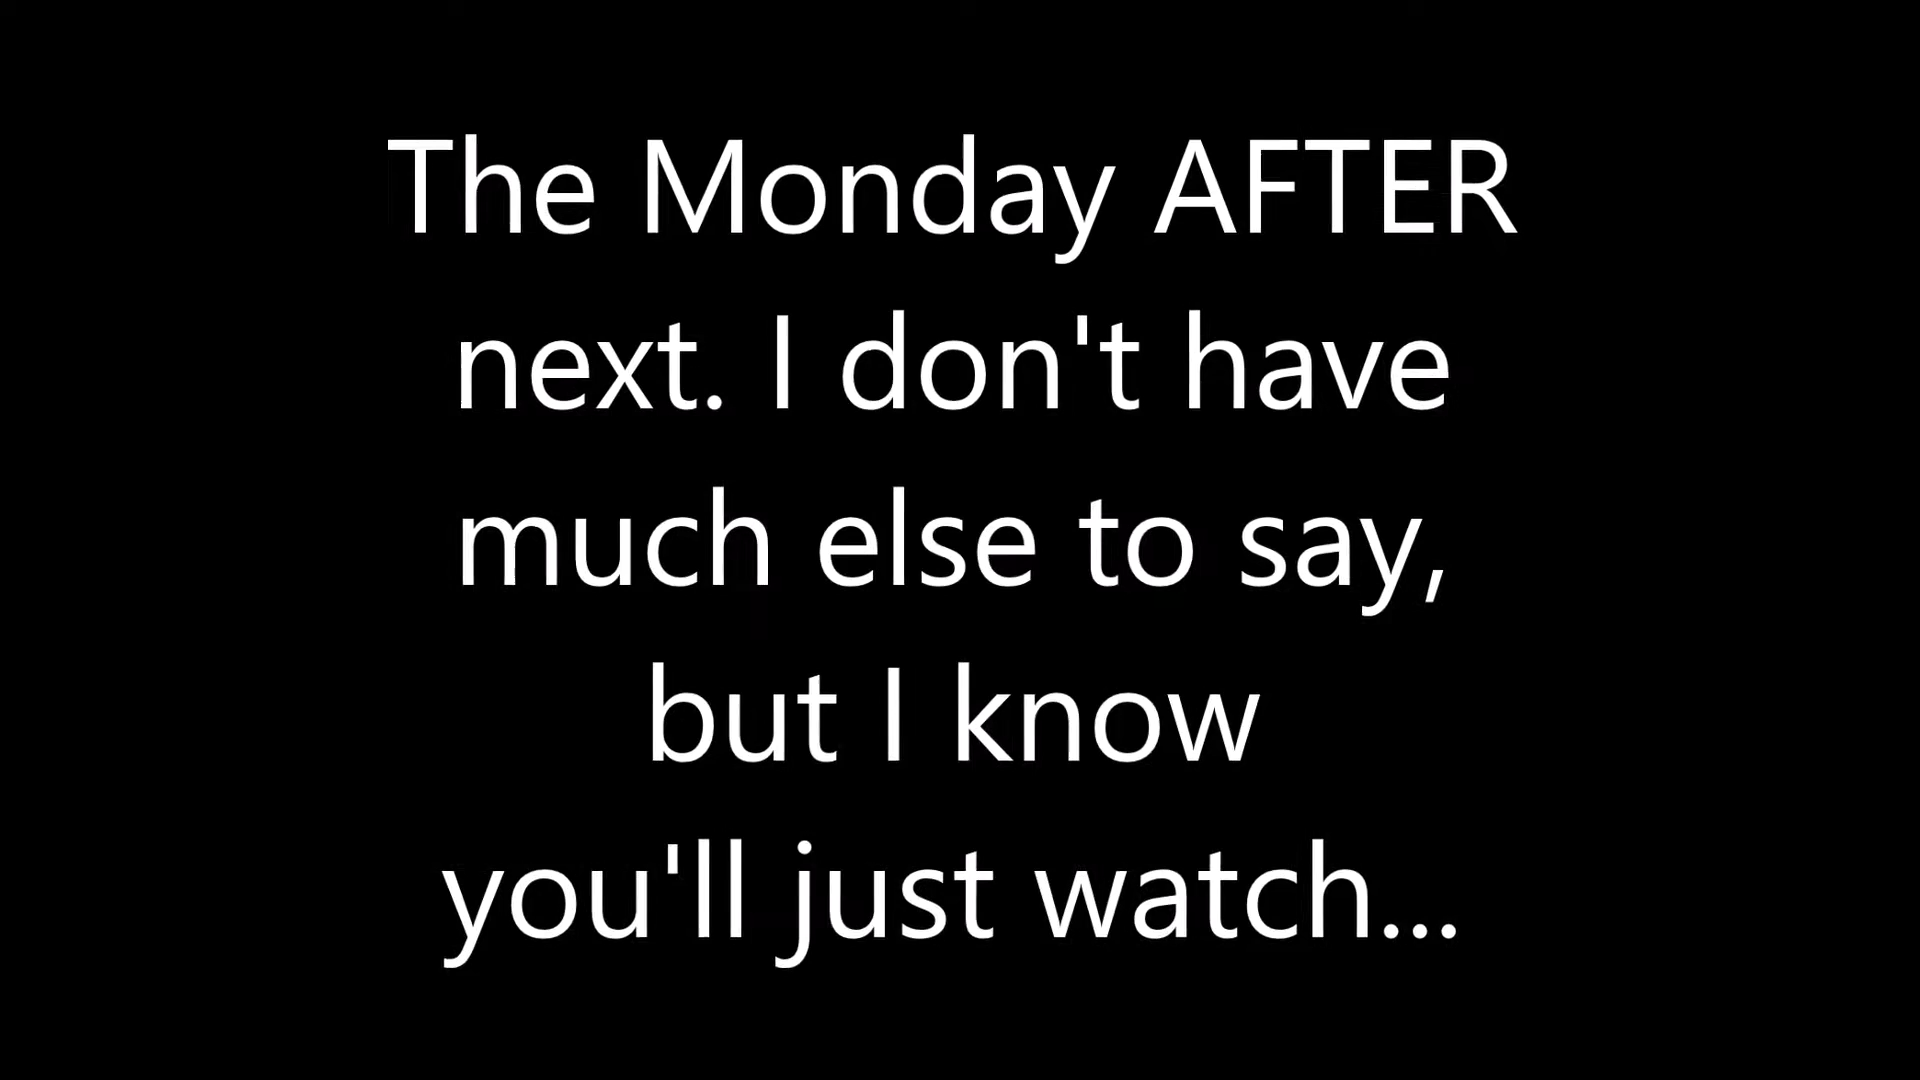 The Monday AFTER
next. I don't have
much else to say,
but I know
you'll just watch...